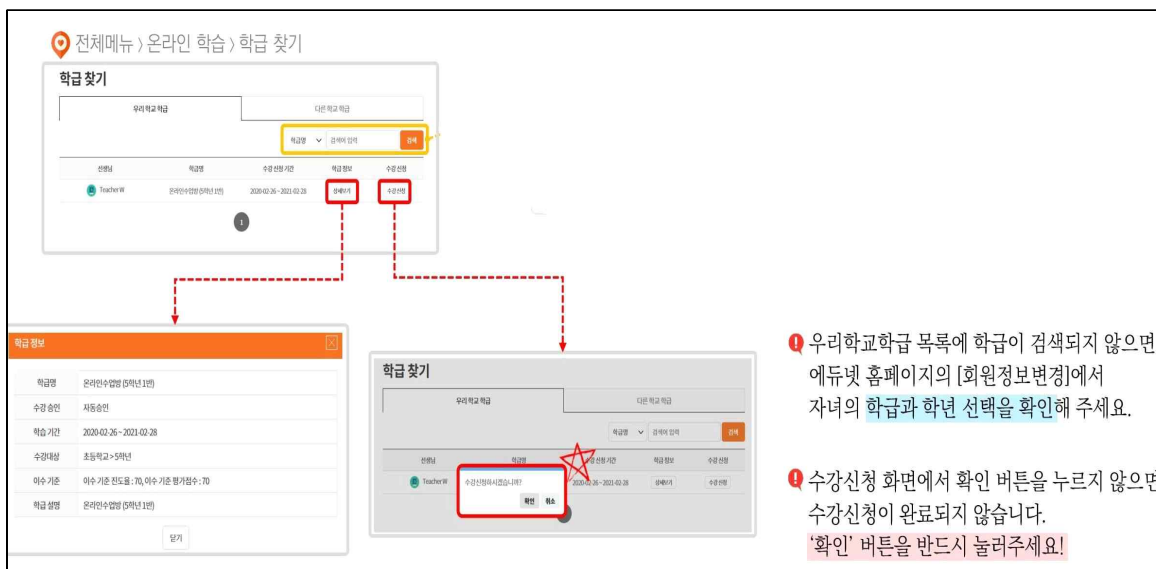 전체메뉴 > 온라인 학습 > 학급 찾기
학급 찾기
우리 학교 학급 다른 학교 학급
학급명 검색어 입력 검색
선생님 학급명 수강 신청 기간 학급 정보 수강 신청
Teacher W 온라인수업방 (5학년 1반) 2020-02-26 ~ 2021-02-28 상세보기 수강신청
1
학급 정보
학급명 온라인수업방 (5학년 1반)
수강 승인 자동승인
학습 기간 2020-02-26 ~ 2021-02-28
수강대상 초등학교 > 5학년
이수 기준 이수 기준 진도율 : 70, 이수 기준 평가점수 : 70
학급 설명 온라인수업방 (5학년 1반)
닫기
학급 찾기
우리 학교 학급 다른 학교 학급
학급명 검색어 입력 검색
선생님 학급명 수강 신청 기간 학급 정보 수강 신청
Teacher W 2020-02-26 ~ 2021-02-28 상세보기 수강신청
수강신청하시겠습니까?
확인 취소
우리학교학급 목록에 학급이 검색되지 않으면
에듀넷 홈페이지의 [회원정보변경]에서
자녀의 학급과 학년 선택을 확인해 주세요.
수강신청 화면에서 확인 버튼을 누르지 않으면
수강신청이 완료되지 않습니다.
'확인' 버튼을 반드시 눌러주세요!